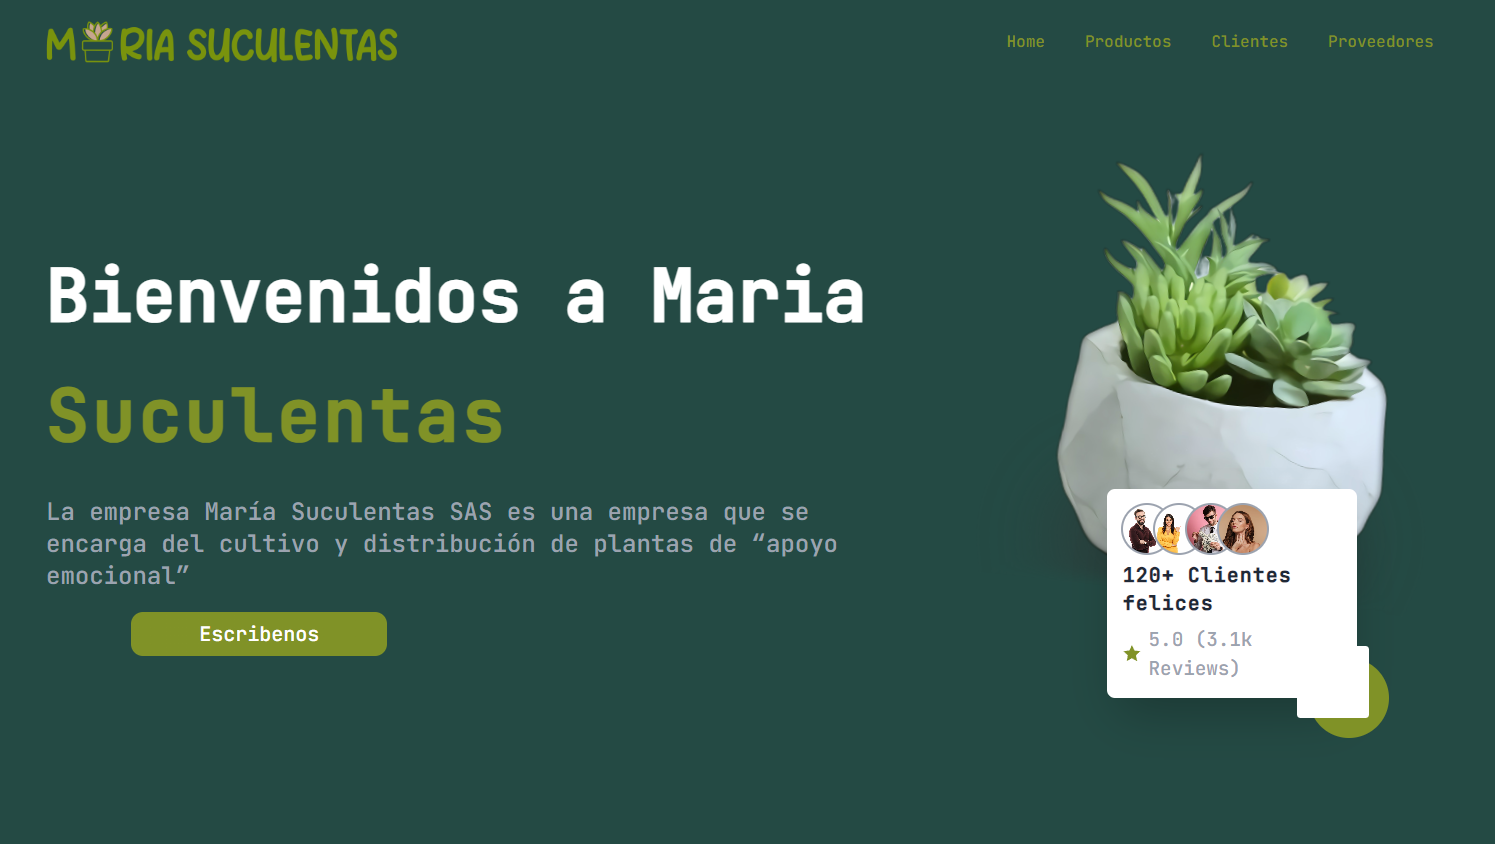 MARIA SUCULENTAS
Home Productos Clientes Proveedores
Bienvenidos a Maria
Suculentas
La empresa María Suculentas SAS es una empresa que se
encarga del cultivo y distribución de plantas de “apoyo
emocional”
Escribenos
120+ Clientes
felices
5.0 (3.1k
Reviews)